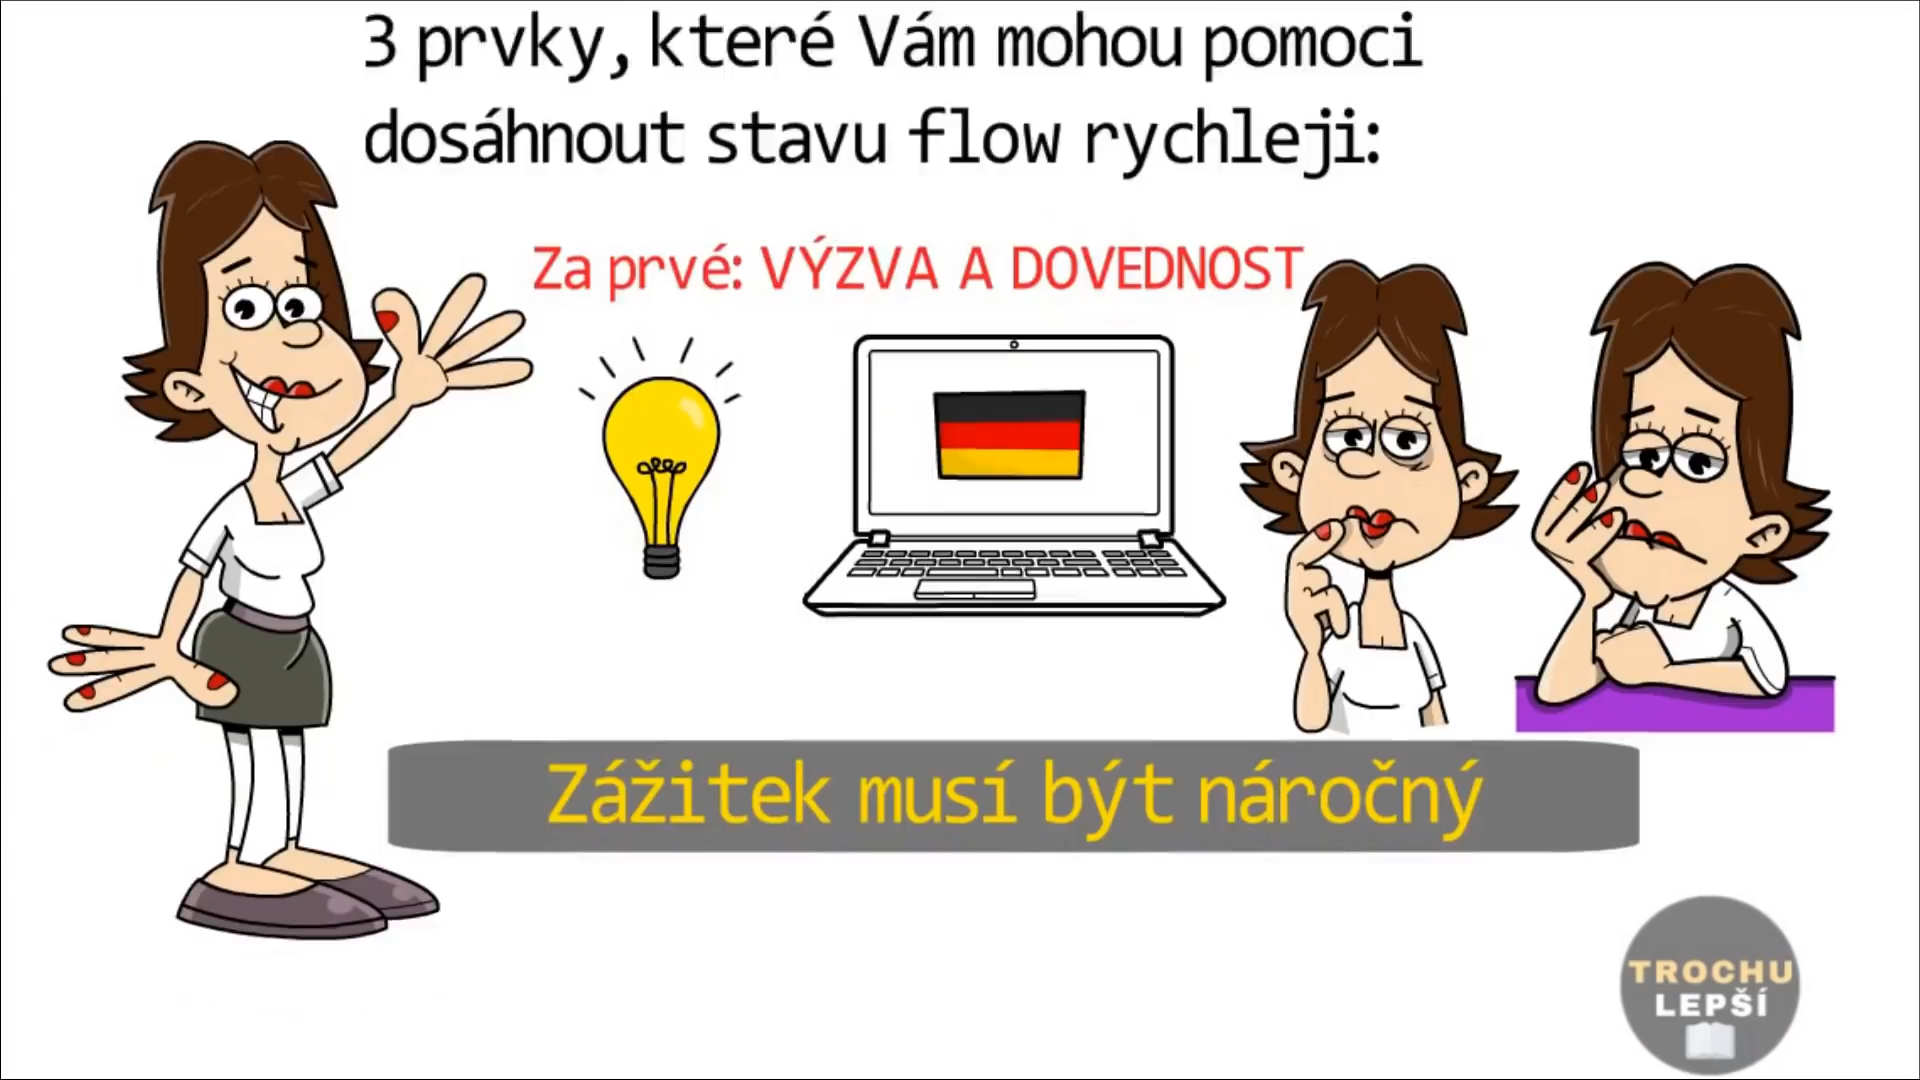 3 prvky, které Vám mohou pomoci
dosáhnout stavu flow rychleji:
Za prvé: VÝZVA A DOVEDNOST
Zážitek musí být náročný
TROCHU
LEPŠÍ